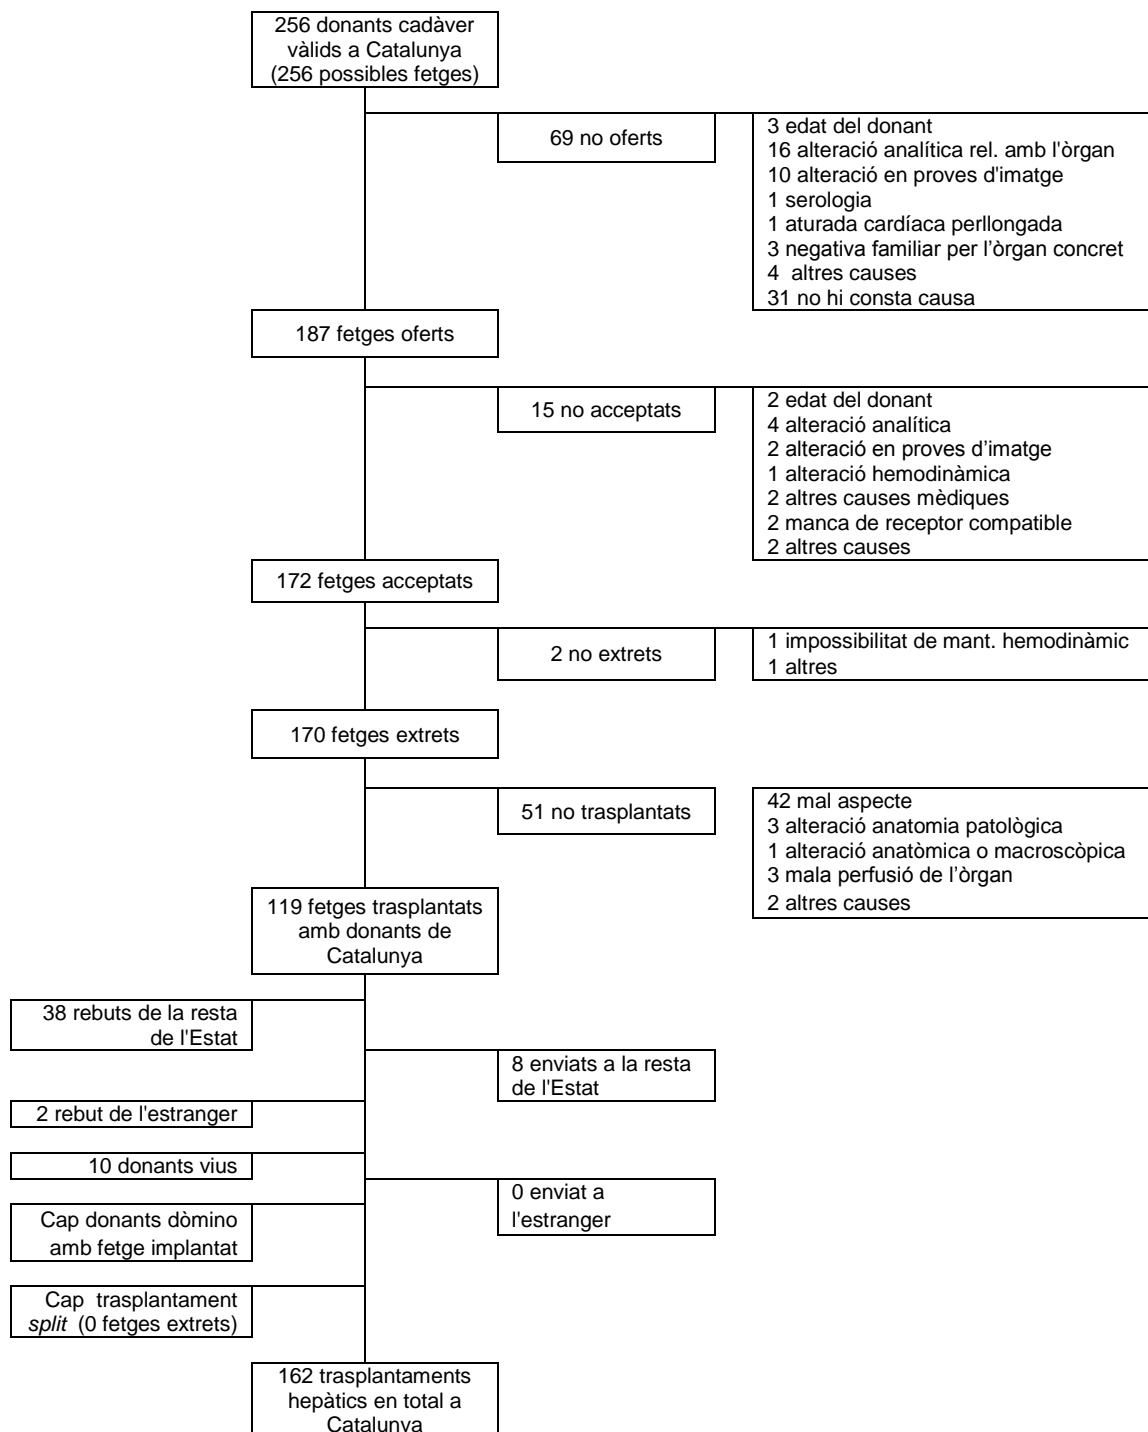 256 donants cadàver
vàlids a Catalunya
(256 possibles fetges)
69 no oferts
3 edat del donant
16 alteració analítica rel. amb l'òrgan
10 alteració en proves d'imatge
1 serologia
1 aturada cardíaca perllongada
3 negativa familiar per l'òrgan concret
4 altres causes
31 no hi consta causa
187 fetges oferts
15 no acceptats
2 edat del donant
4 alteració analítica
2 alteració en proves d'imatge
1 alteració hemodinàmica
2 altres causes mèdiques
2 manca de receptor compatible
2 altres causes
172 fetges acceptats
2 no extrets
1 impossibilitat de mant. hemodinàmic
1 altres
170 fetges extrets
51 no trasplantats
42 mal aspecte
3 alteració anatomia patològica
1 alteració anatòmica o macroscòpica
3 mala perfusió de l'òrgan
2 altres causes
119 fetges trasplantats
amb donants de
Catalunya
38 rebuts de la resta
de l'Estat
8 enviats a la resta
de l'Estat
2 rebut de l'estranger
10 donants vius
0 enviat a
l'estranger
Cap donants dòmino
amb fetge implantat
Cap trasplantament
split (0 fetges extrets)
162 trasplantaments
hepàtics en total a
Catalunya